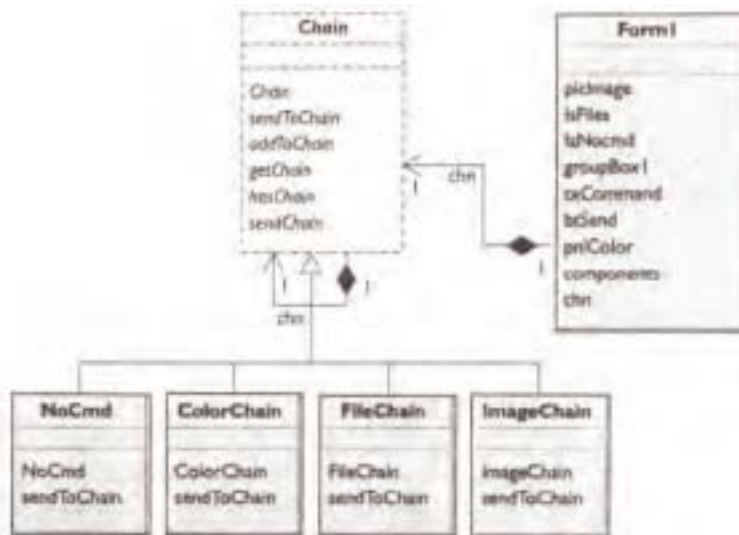 Chain
Chain
sendToChain
addToChain
getChain
hasChain
sendChain
Form1
picImage
lsFiles
lsNocmd
groupBox1
txCommand
btSend
pnlColor
components
chn
chn
1
1
1
1
chn
NoCmd
NoCmd
sendToChain
ColorChain
ColorChain
sendToChain
FileChain
FileChain
sendToChain
ImageChain
imageChain
sendToChain